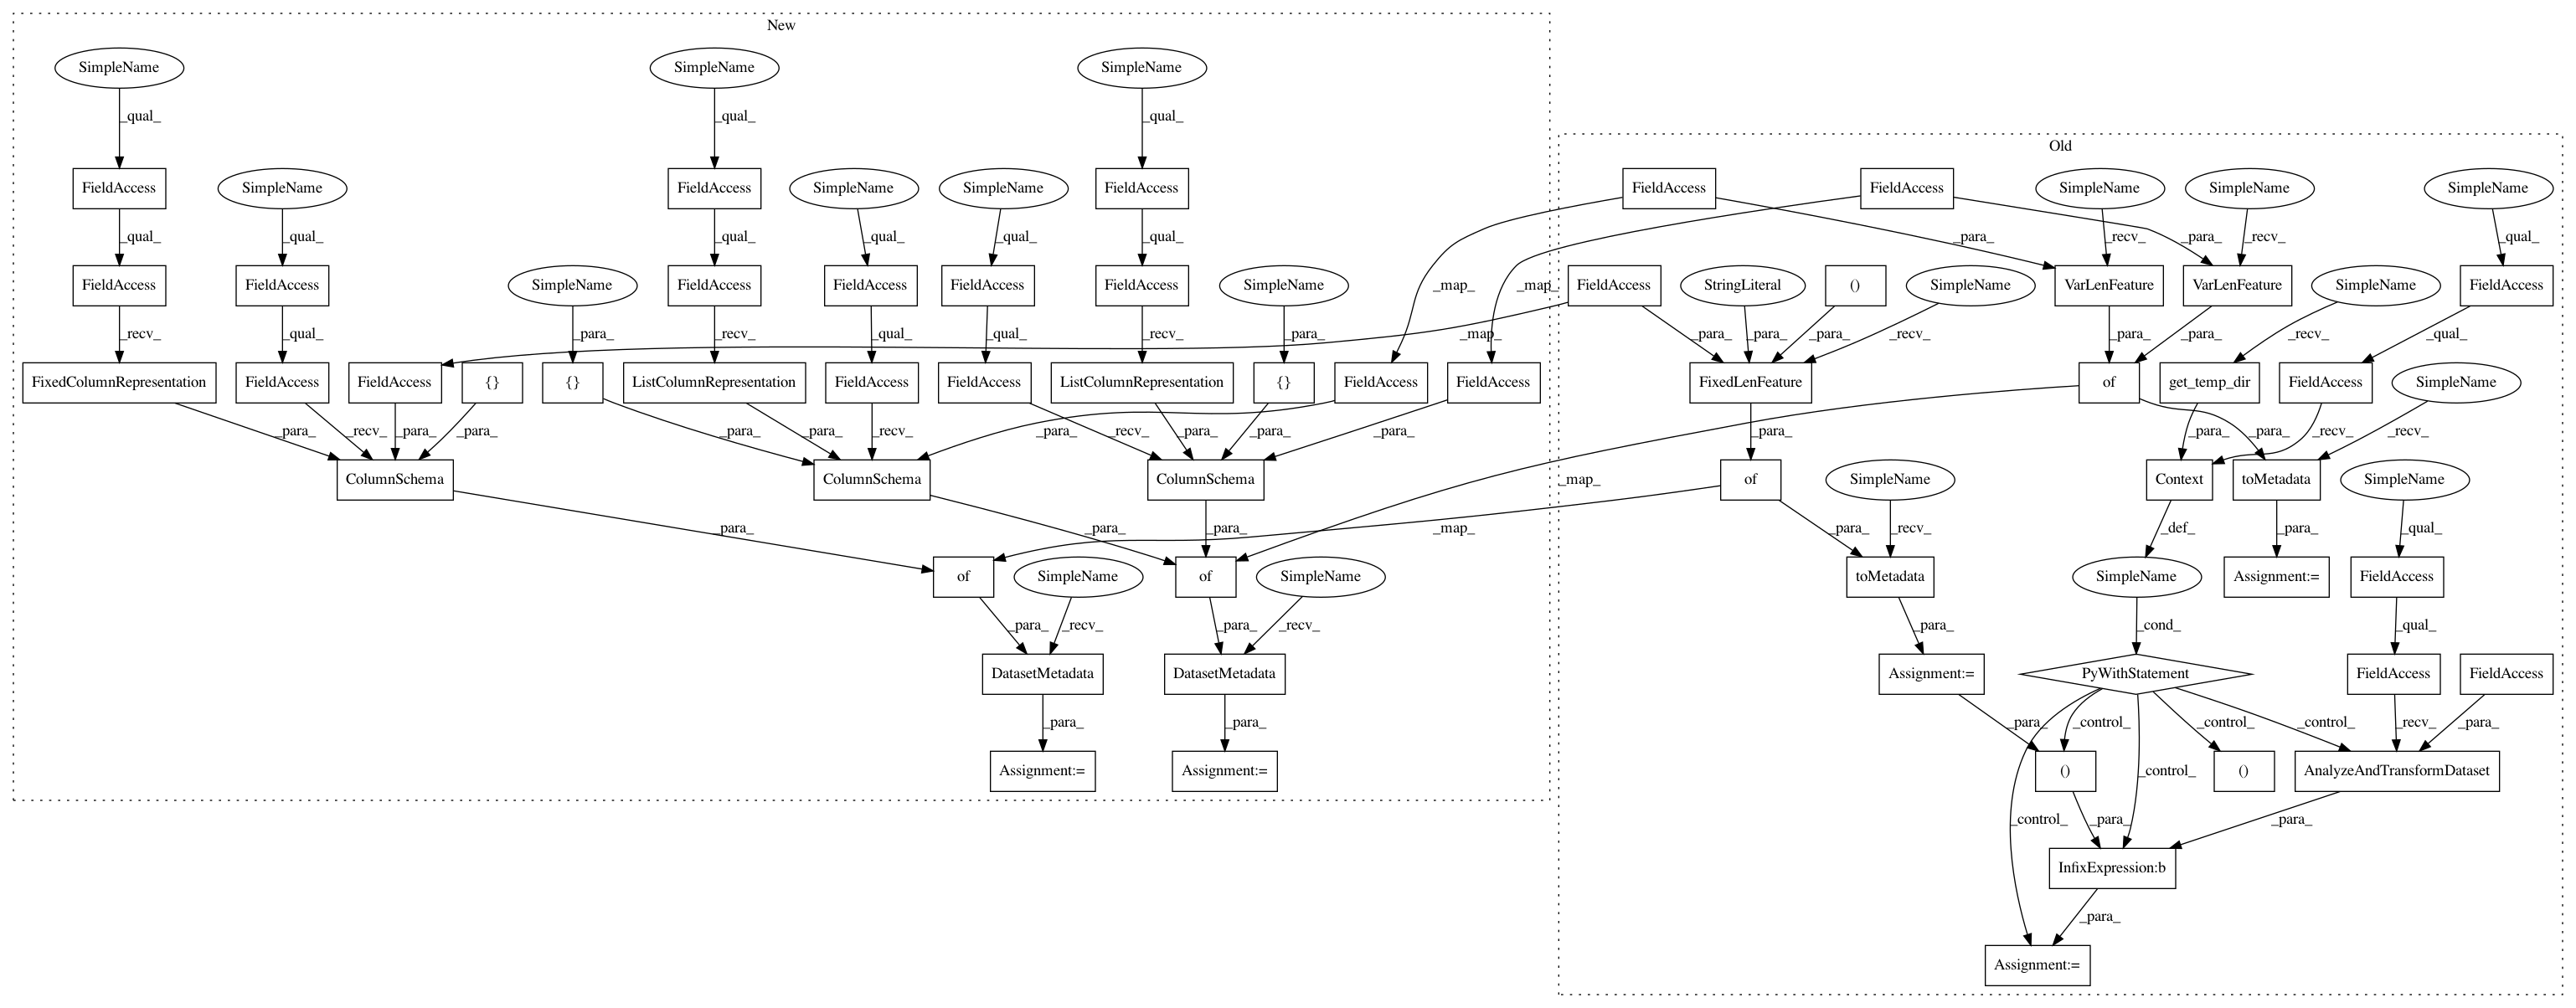 New
SimpleName SimpleName SimpleName
_qual_ _qual_ _qual_
Old
FieldAccess SimpleName FieldAccess SimpleName SimpleName FieldAccess FieldAccess FieldAccess SimpleName SimpleName SimpleName
_qual_ _qual_ _qual_ _qual_ _qual_ _qual_ _para_ _recv_ _para_ _recv_ _qual_
FieldAccess FieldAccess SimpleName FieldAccess FieldAccess FieldAccess FieldAccess SimpleName FieldAccess StringLiteral () SimpleName VarLenFeature VarLenFeature SimpleName FieldAccess
_map_ _map_
_recv_ _qual_ _para_ _recv_ _qual_ _qual_ _recv_ _para_ _map_ _para_ _para_ _para_ _recv_ _para_ _para_ _recv_ _qual_
FixedColumnRepresentation FieldAccess FieldAccess {} {} ListColumnRepresentation FieldAccess FieldAccess ListColumnRepresentation {} FieldAccess FieldAccess FixedLenFeature of get_temp_dir FieldAccess SimpleName
_para_ _recv_ _para_ _para_ _para_ _para_ _recv_ _para_ _recv_ _para_ _para_ _para_ _para_ _para_ _para_ _recv_ _recv_
ColumnSchema ColumnSchema ColumnSchema of SimpleName Context toMetadata SimpleName
_map_
_para_ _para_ _para_ _map_ _para_ _recv_ _def_ _para_ _qual_
of SimpleName of SimpleName toMetadata SimpleName Assignment:= FieldAccess
_para_ _recv_ _para_ _recv_ _para_ _cond_ _qual_
DatasetMetadata DatasetMetadata Assignment:= PyWithStatement FieldAccess FieldAccess
_para_ _para_ _para_ _control_ _control_ _control_ _recv_ _para_
Assignment:= Assignment:= () () AnalyzeAndTransformDataset
_control_
_control_ _para_ _para_
InfixExpression:b
_para_
Assignment:=